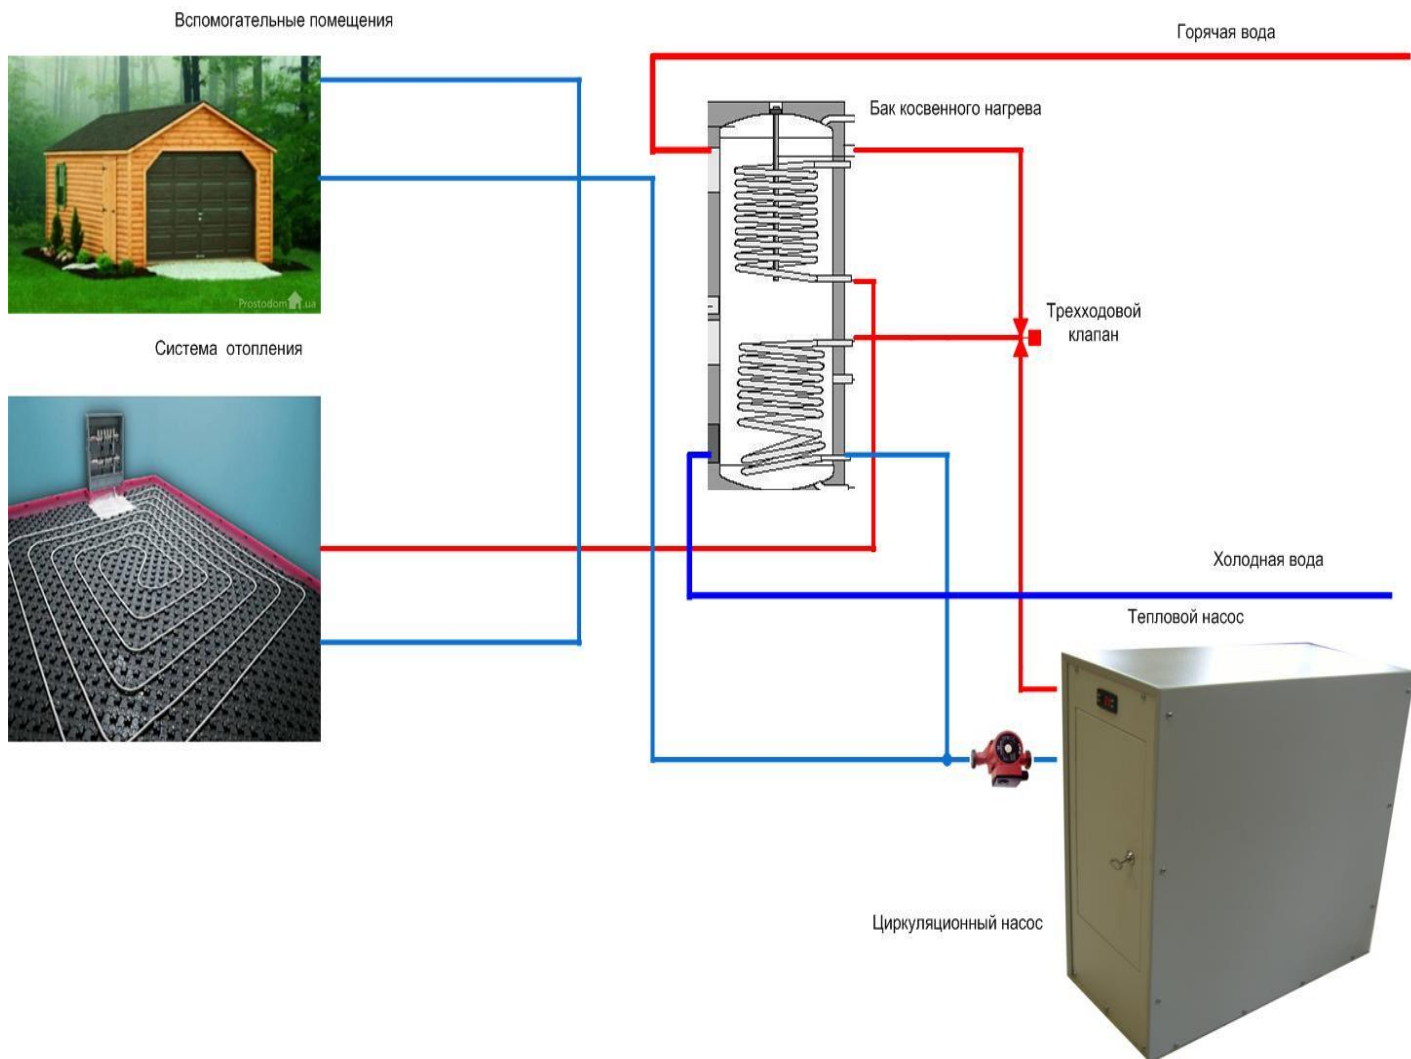 Вспомогательные помещения
Горячая вода
Бак косвенного нагрева
Prostodom.ua
Трехходовой
клапан
Система отопления
Холодная вода
Тепловой насос
Циркуляционный насос